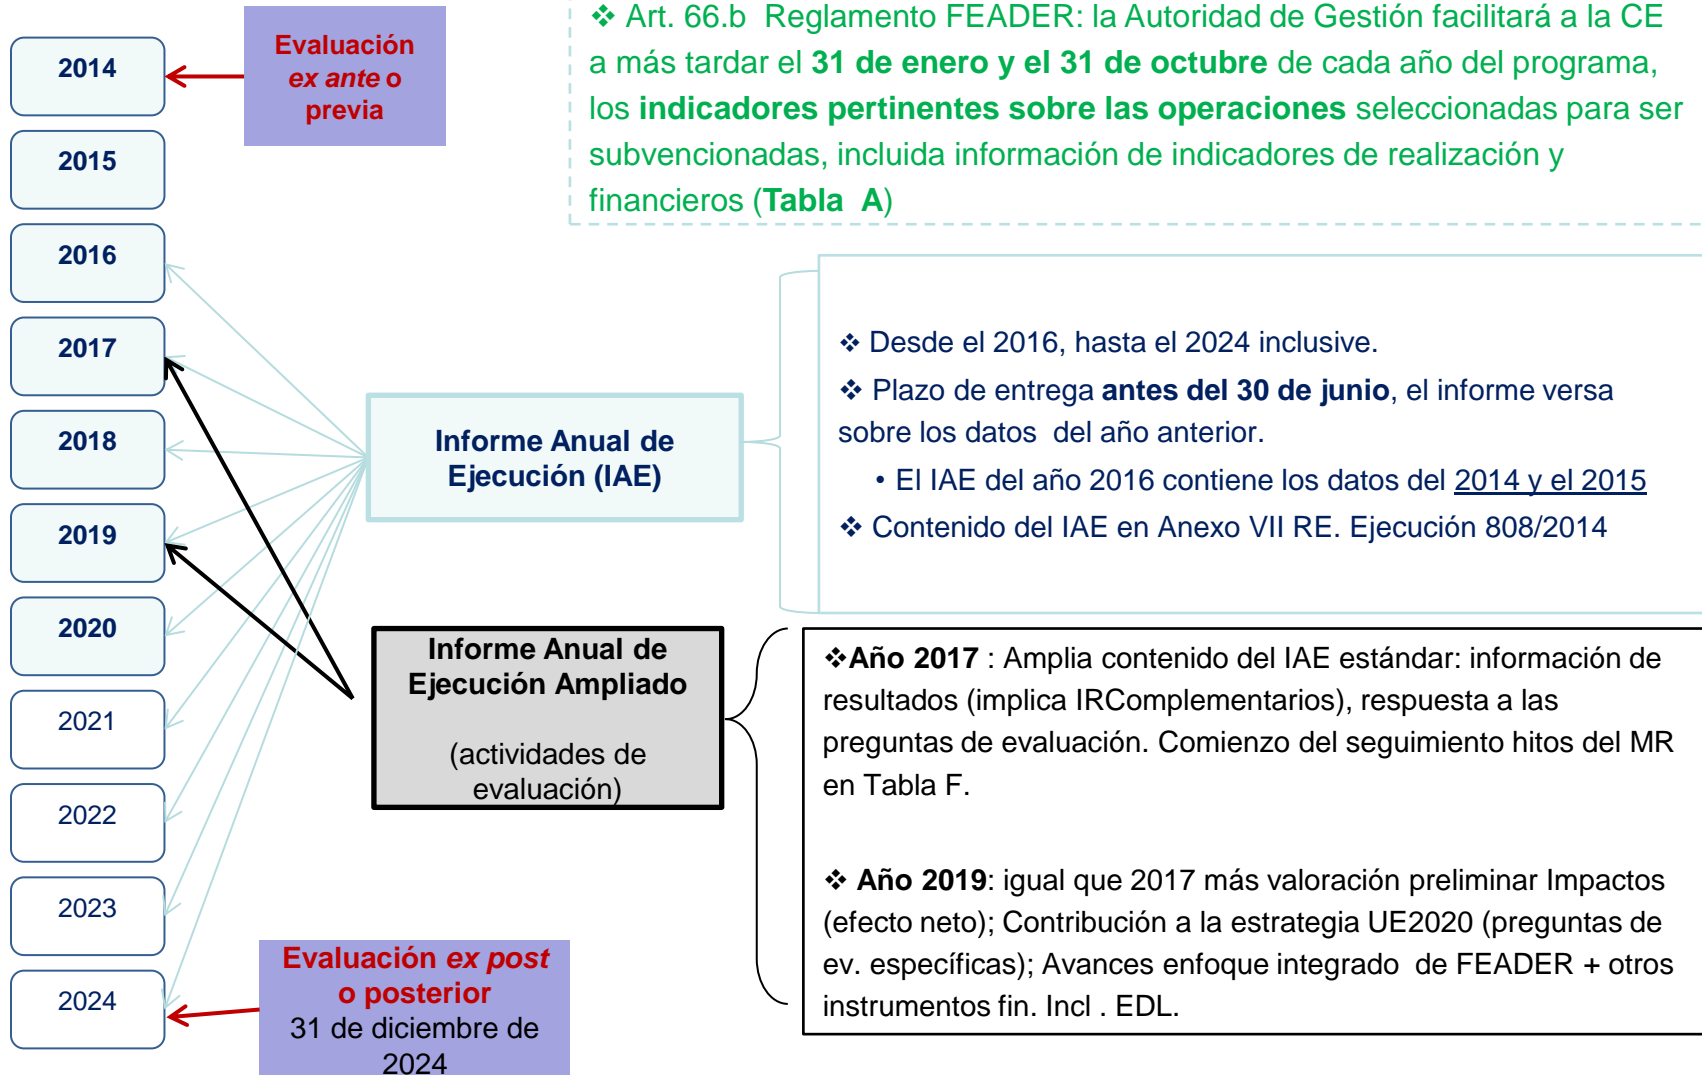 ❖ Art. 66.b Reglamento FEADER: la Autoridad de Gestión facilitará a la CE
a más tardar el 31 de enero y el 31 de octubre de cada año del programa,
los indicadores pertinentes sobre las operaciones seleccionadas para ser
subvencionadas, incluida información de indicadores de realización y
financieros (Tabla A)
Evaluación
ex ante o
previa
2014
2015
2016
2017
2018
2019
2020
2021
2022
2023
2024
Informe Anual de
Ejecución (IAE)
❖ Desde el 2016, hasta el 2024 inclusive.
❖ Plazo de entrega antes del 30 de junio, el informe versa
sobre los datos del año anterior.
• El IAE del año 2016 contiene los datos del 2014 y el 2015
❖ Contenido del IAE en Anexo VII RE. Ejecución 808/2014
Informe Anual de
Ejecución Ampliado
(actividades de
evaluación)
❖Año 2017 : Amplia contenido del IAE estándar: información de
resultados (implica IRComplementarios), respuesta a las
preguntas de evaluación. Comienzo del seguimiento hitos del MR
en Tabla F.
❖ Año 2019: igual que 2017 más valoración preliminar Impactos
(efecto neto); Contribución a la estrategia UE2020 (preguntas de
ev. específicas); Avances enfoque integrado de FEADER + otros
instrumentos fin. Incl . EDL.
Evaluación ex post
o posterior
31 de diciembre de
2024